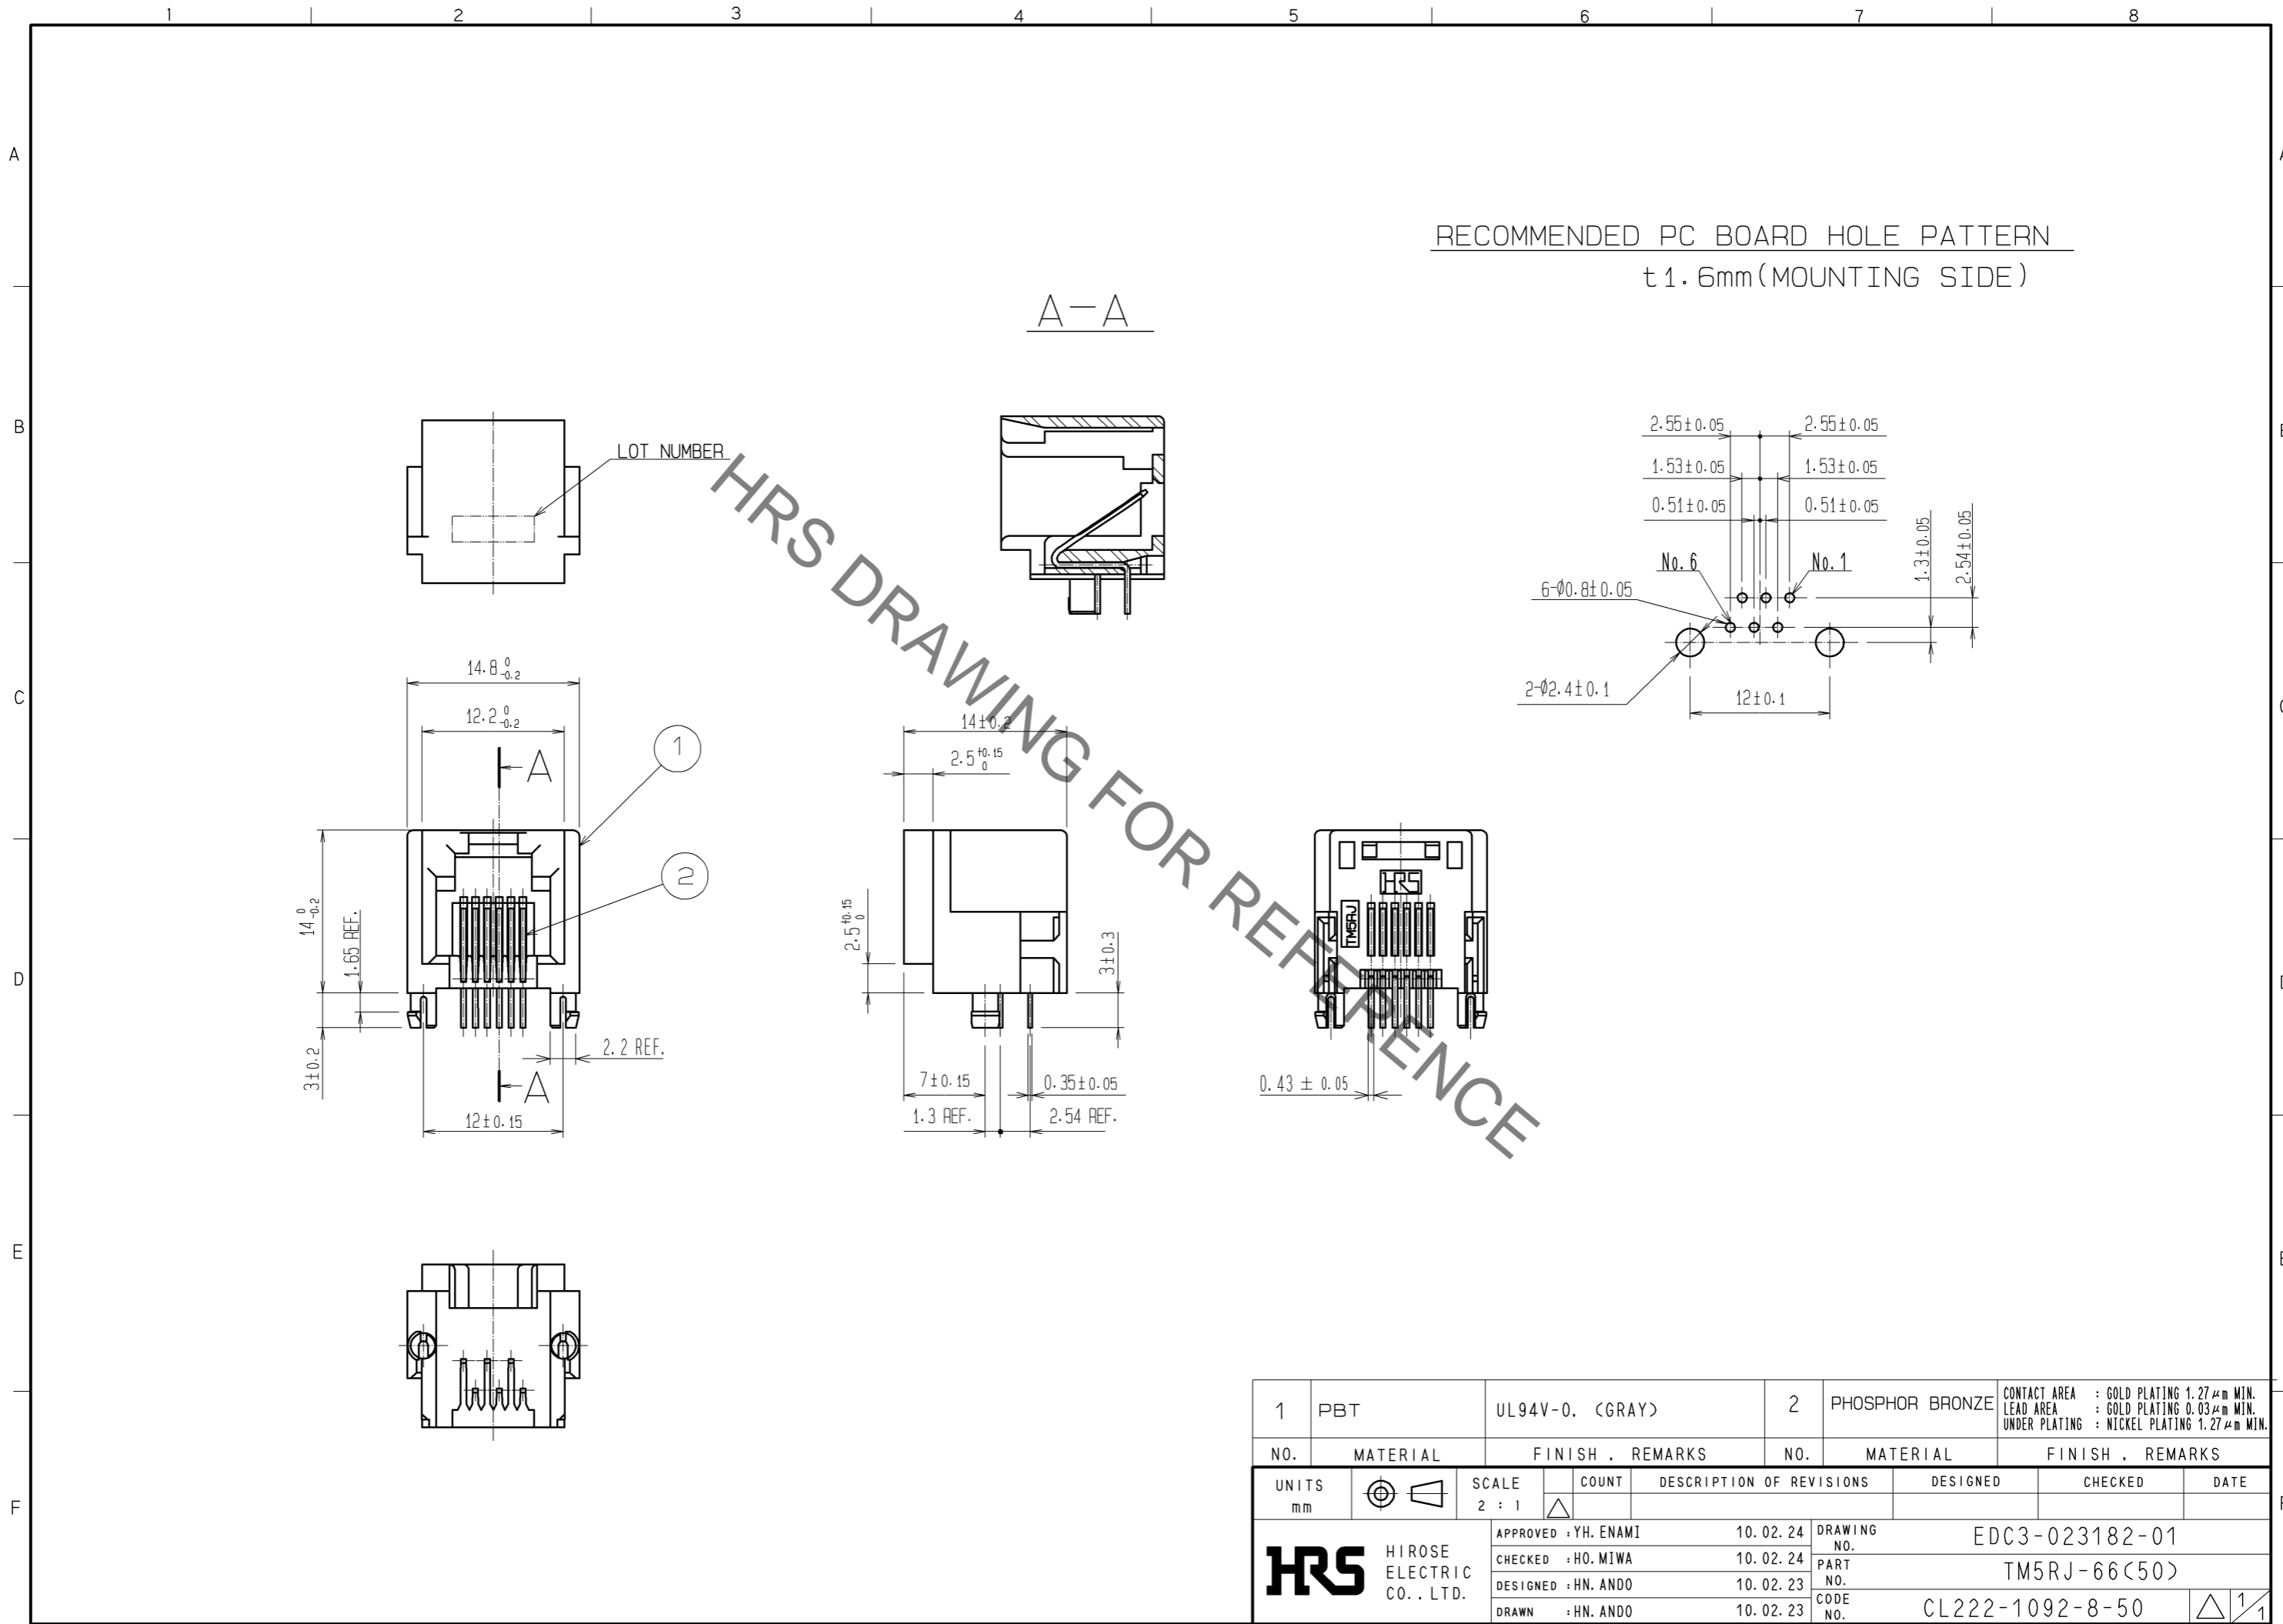 1 2 3 4 5 6 7 8
A
B
C
D
E
F
RECOMMENDED PC BOARD HOLE PATTERN
t1.6mm(MOUNTING SIDE)
A-A
LOT NUMBER
HRS DRAWING FOR REFERENCE
2.55±0.05 2.55±0.05
1.53±0.05 1.53±0.05
0.51±0.05 0.51±0.05
1.3±0.05
2.54±0.05
No.6 No.1
6-Ø0.8±0.05
2-Ø2.4±0.1
12±0.1
14.8 0 -0.2
12.2 0 -0.2
A
1
2
14 0 -0.2
1.65 REF.
3±0.2
2.2 REF.
A
12±0.15
14±0.2
2.5 +0.15 0
2.5 +0.15 0
3±0.3
7±0.15 0.35±0.05
1.3 REF. 2.54 REF.
HRS
TM5RJ
0.43 ± 0.05
1 PBT UL94V-0. (GRAY) 2 PHOSPHOR BRONZE
CONTACT AREA : GOLD PLATING 1.27μm MIN.
LEAD AREA : GOLD PLATING 0.03μm MIN.
UNDER PLATING : NICKEL PLATING 1.27μm MIN.
NO. MATERIAL FINISH . REMARKS NO. MATERIAL FINISH . REMARKS
UNITS mm SCALE 2 : 1 COUNT DESCRIPTION OF REVISIONS DESIGNED CHECKED DATE
HRS HIROSE ELECTRIC CO., LTD.
APPROVED : YH. ENAMI 10.02.24
CHECKED : HO. MIWA 10.02.24
DESIGNED : HN. ANDO 10.02.23
DRAWN : HN. ANDO 10.02.23
DRAWING NO. EDC3-023182-01
PART NO. TM5RJ-66(50)
CODE NO. CL222-1092-8-50 1/1